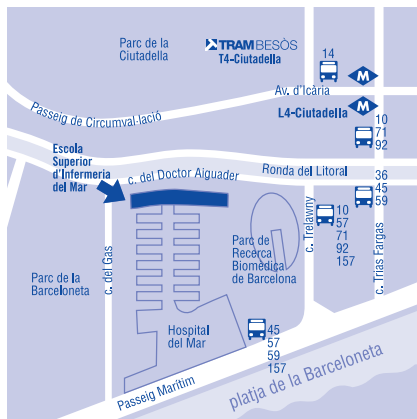 Parc de la
Ciutadella
TRAMBESÒS
T4-Ciutadella
14
M
Av. d'Icària
Passeig de Circumval·lació
M
L4-Ciutadella
10
71
92
Escola
Superior
d'Infermeria
del Mar
c. del Doctor Aiguader
Ronda del Litoral
36
45
59
10
57
71
92
157
c. Trelawny
c. Trias Fargas
Parc de
Recerca
Biomèdica
de Barcelona
Parc de la
Barceloneta
c. del Gas
Hospital
del Mar
45
57
59
157
Passeig Marítim
platja de la Barceloneta